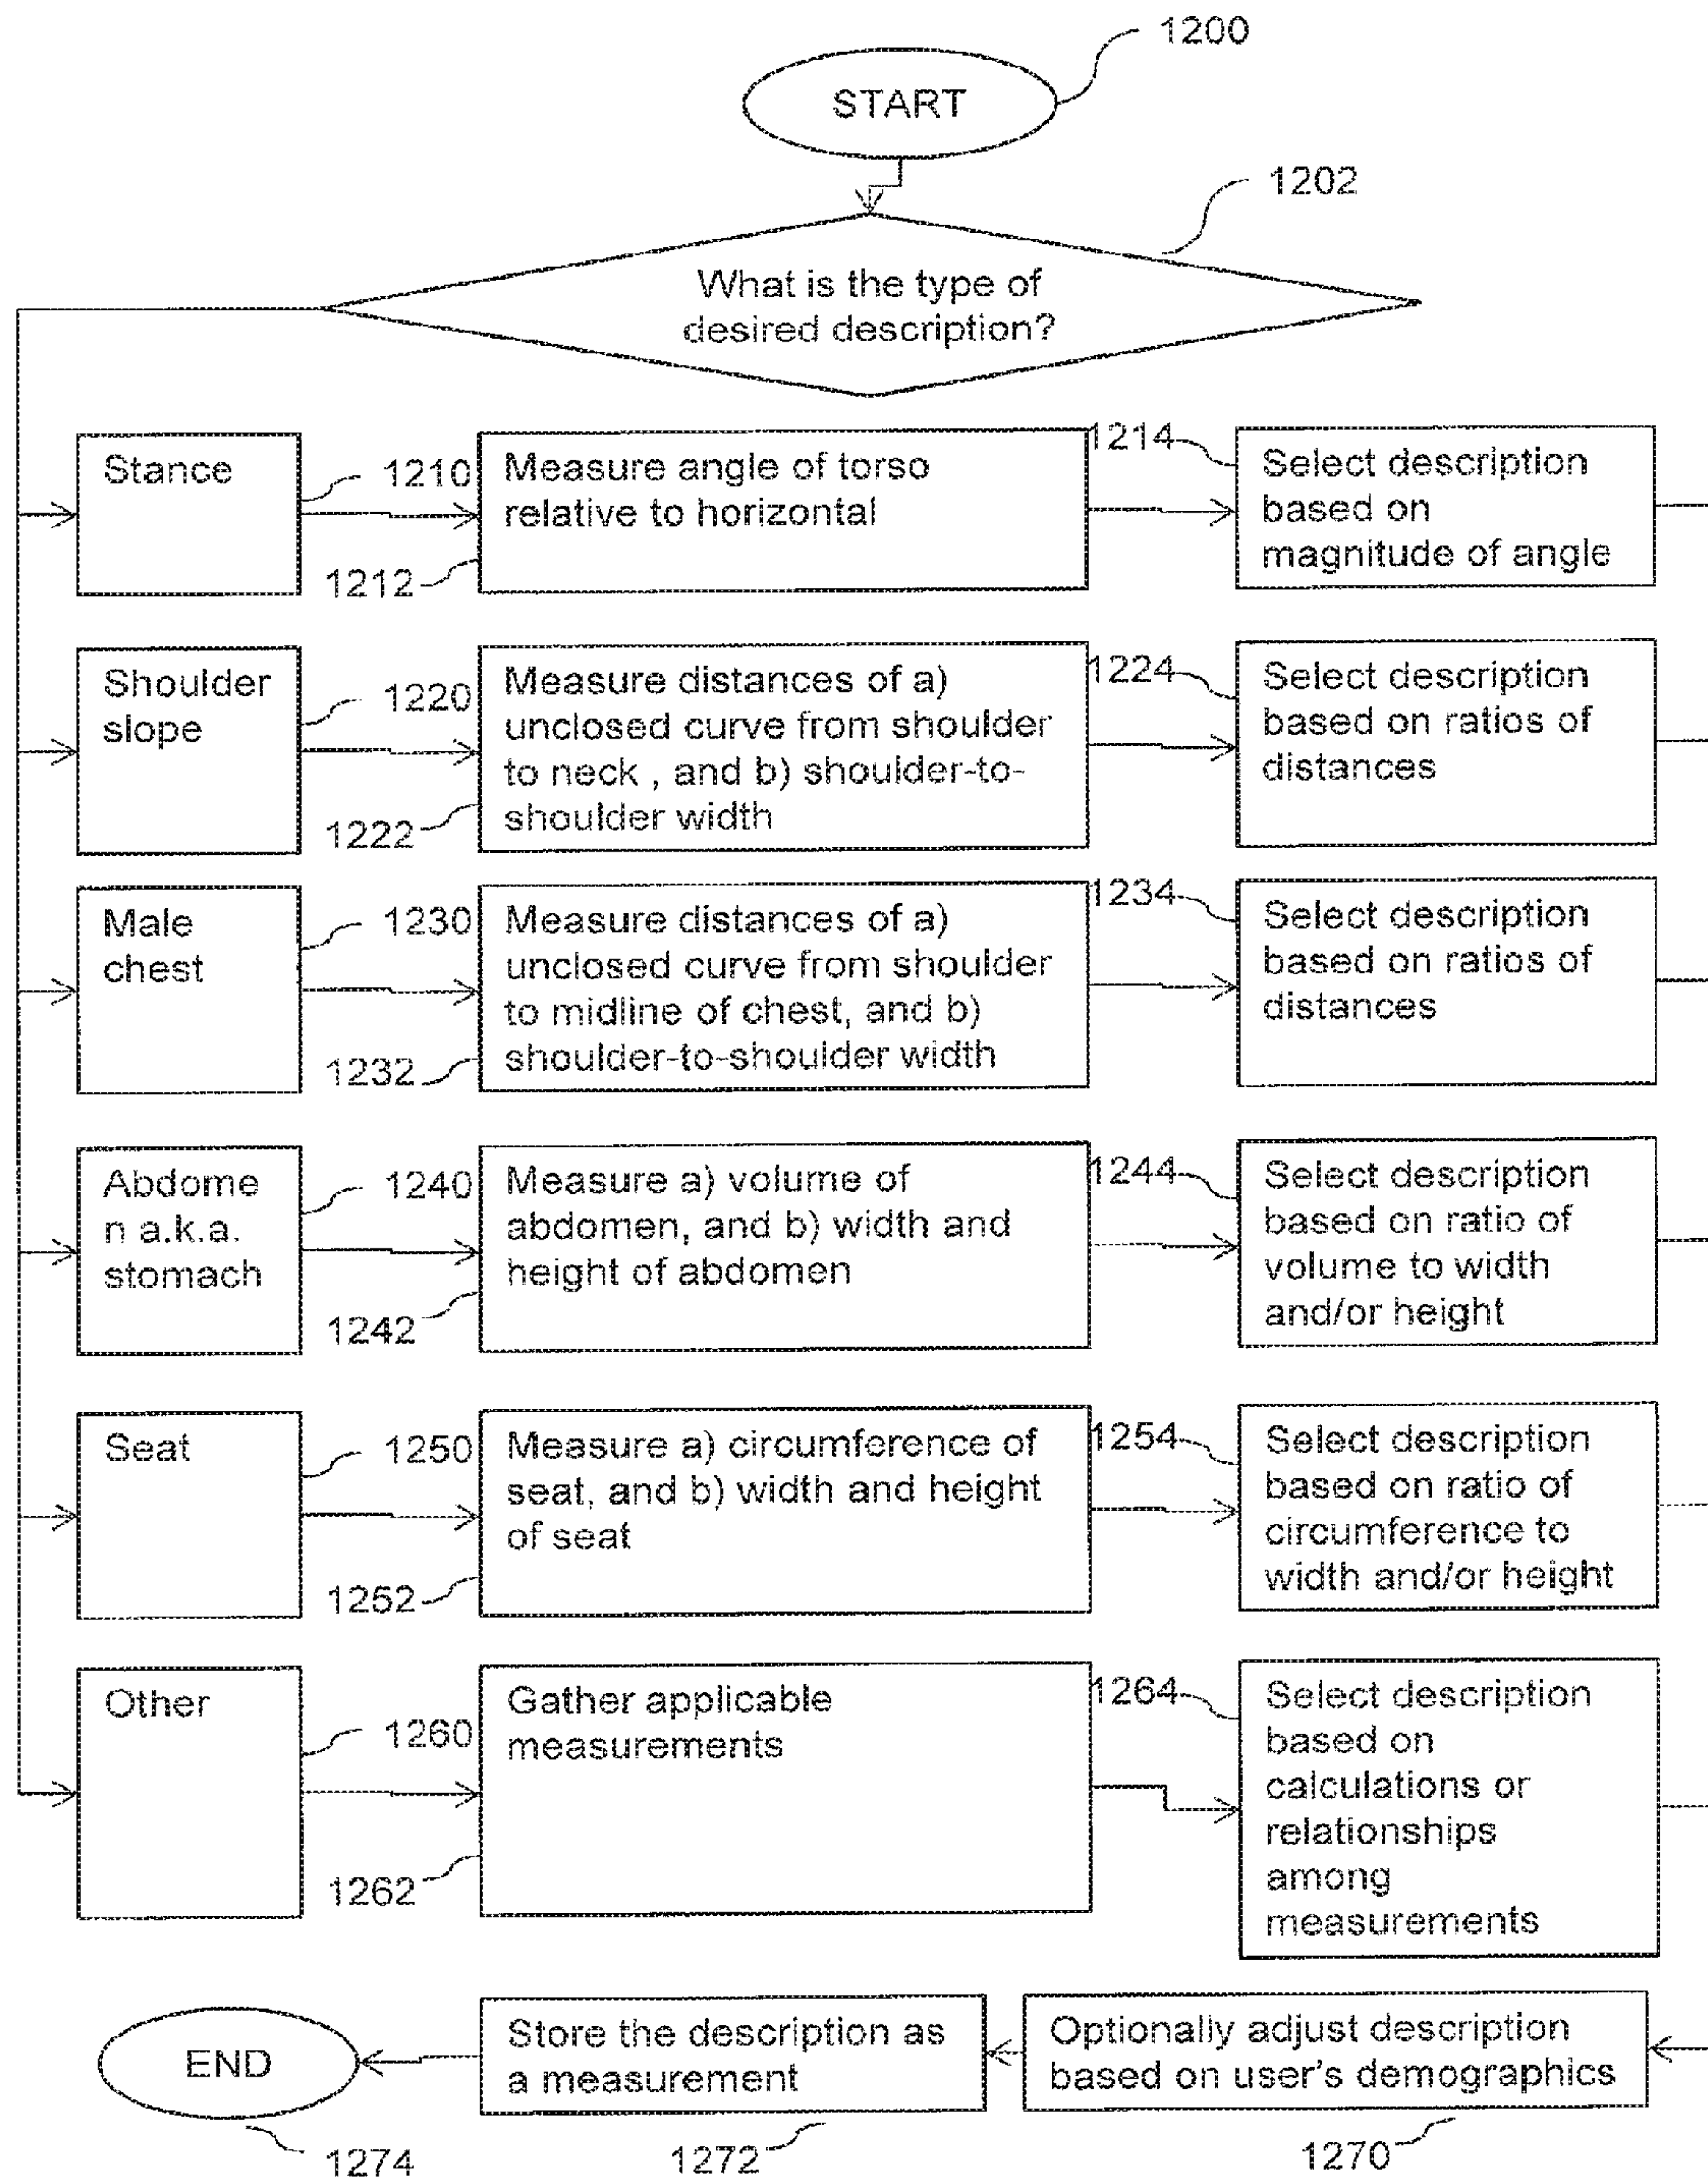 1200
START
1202
What is the type of
desired description?
Stance
1210
Measure angle of torso
relative to horizontal
1212
1214
Select description
based on
magnitude of angle
Shoulder
slope
1220
Measure distances of a)
unclosed curve from shoulder
to neck , and b) shoulder-to-
shoulder width
1222
1224
Select description
based on ratios of
distances
Male
chest
1230
Measure distances of a)
unclosed curve from shoulder
to midline of chest, and b)
shoulder-to-shoulder width
1232
1234
Select description
based on ratios of
distances
Abdome
n a.k.a.
stomach
1240
Measure a) volume of
abdomen, and b) width and
height of abdomen
1242
1244
Select description
based on ratio of
volume to width
and/or height
Seat
1250
Measure a) circumference of
seat, and b) width and height
of seat
1252
1254
Select description
based on ratio of
circumference to
width and/or height
Other
1260
Gather applicable
measurements
1262
1264
Select description
based on
calculations or
relationships
among
measurements
END
Store the description as
a measurement
Optionally adjust description
based on user's demographics
1274
1272
1270